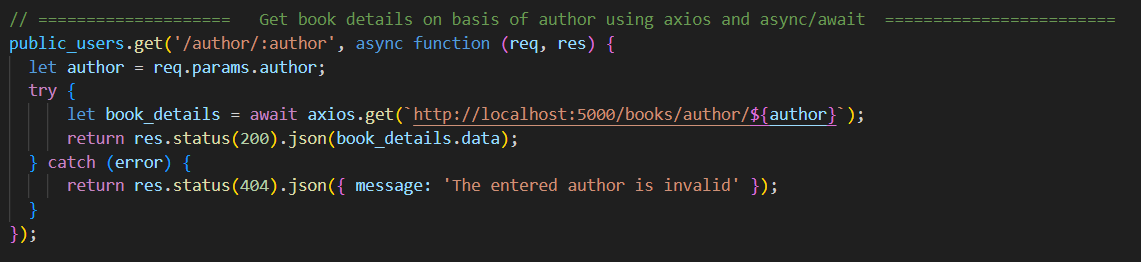 // ====================   Get book details on basis of author using axios and async/await  ========================
public_users.get('/author/:author', async function (req, res) {
  let author = req.params.author;
  try {
      let book_details = await axios.get(`http://localhost:5000/books/author/${author}`);
      return res.status(200).json(book_details.data);
  } catch (error) {
      return res.status(404).json({ message: 'The entered author is invalid' });
  }
});